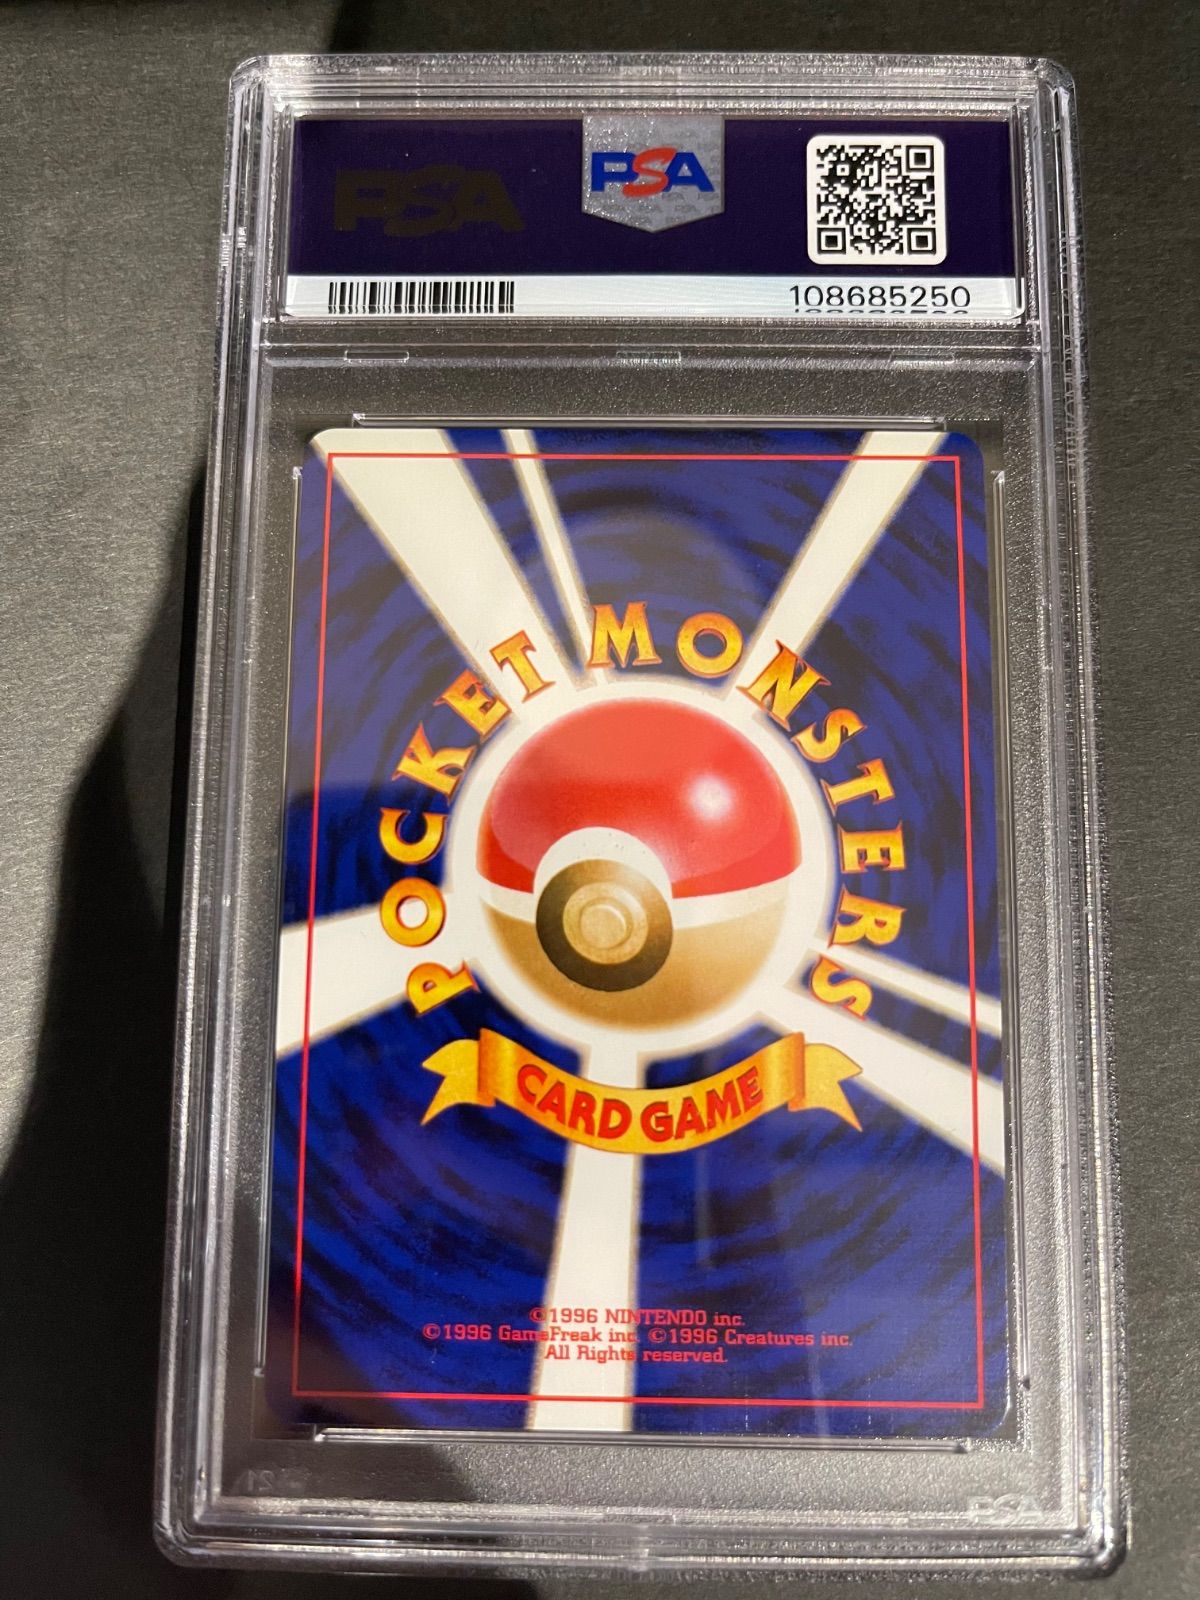 PSA
PSA
108685250
POCKET MONSTERS
CARD GAME
©1996 NINTENDO inc.
©1996 GameFreak inc. ©1996 Creatures inc.
All Rights reserved.
PSA